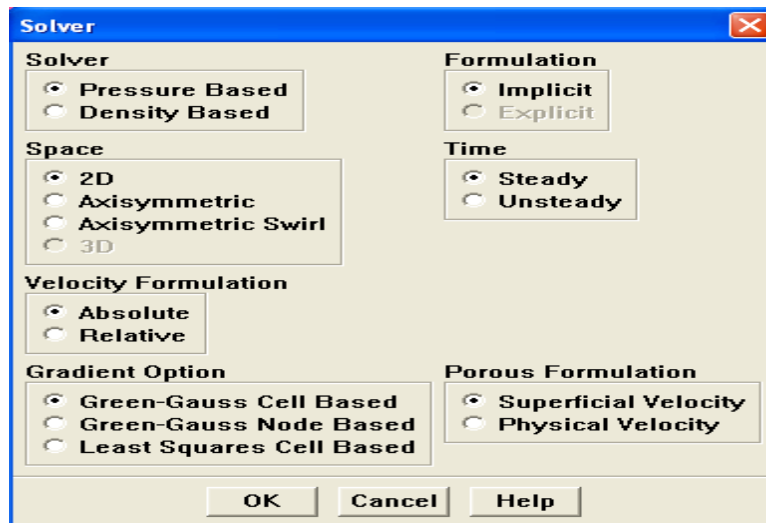 Solver
Solver
Pressure Based
Density Based
Formulation
Implicit
Explicit
Space
2D
Axisymmetric
Axisymmetric Swirl
3D
Time
Steady
Unsteady
Velocity Formulation
Absolute
Relative
Gradient Option
Green-Gauss Cell Based
Green-Gauss Node Based
Least Squares Cell Based
Porous Formulation
Superficial Velocity
Physical Velocity
OK
Cancel
Help